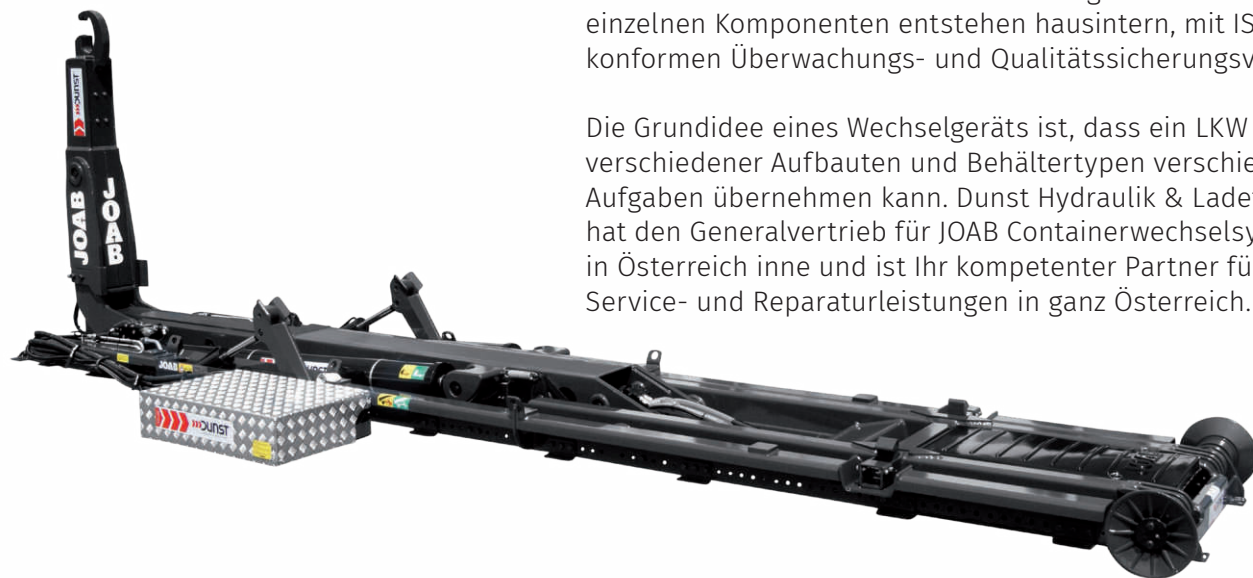 einzelnen Komponenten entstehen hausintern, mit IS
konformen Überwachungs- und Qualitätssicherungsv
Die Grundidee eines Wechselgeräts ist, dass ein LKW
verschiedener Aufbauten und Behältertypen verschie
Aufgaben übernehmen kann. Dunst Hydraulik & Lade
hat den Generalvertrieb für JOAB Containerwechselsy
in Österreich inne und ist Ihr kompetenter Partner fü
Service- und Reparaturleistungen in ganz Österreich.
DUNST
JOAB
JOAB
JOAB
DUNST